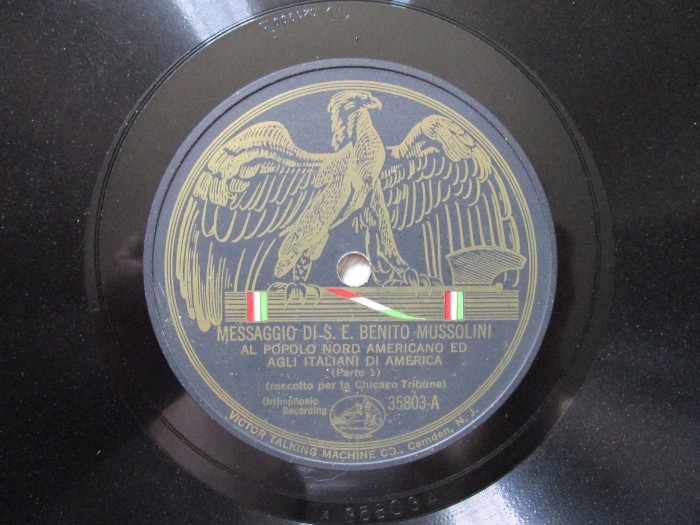 MESSAGGIO DI S. E. BENITO MUSSOLINI
AL POPOLO NORD AMERICANO ED
AGLI ITALIANI DI AMERICA
(Parte 1)
(raccolto per la Chicago Tribune)
Orthophonic
Recording
35803-A
VICTOR TALKING MACHINE CO., Camden, N. J.
35803A